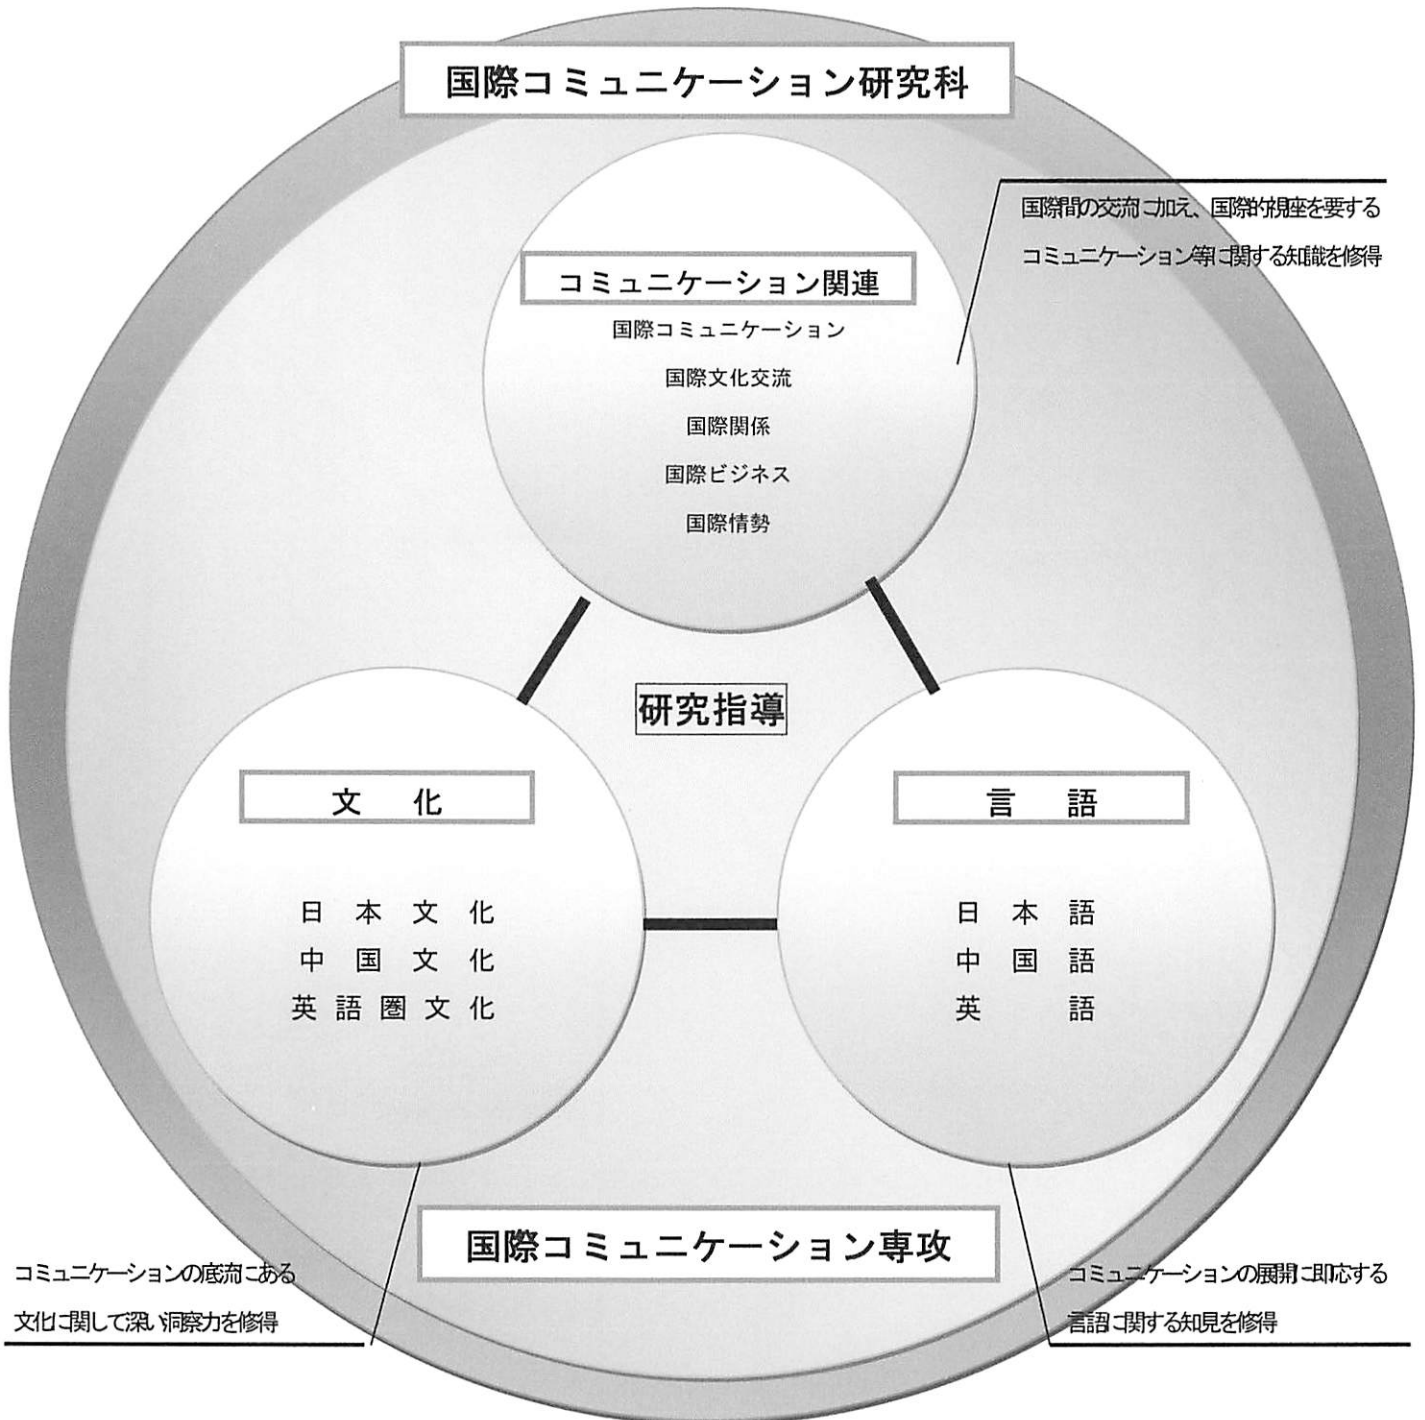 国際コミュニケーション研究科
国際間の交流に加え、国際的視座を要する
コミュニケーション等に関する知識を修得
コミュニケーション関連
国際コミュニケーション
国際文化交流
国際関係
国際ビジネス
国際情勢
研究指導
文　化
日本文化
中国文化
英語圏文化
言　語
日本語
中国語
英　語
国際コミュニケーション専攻
コミュニケーションの底流にある
文化に関して深い洞察力を修得
コミュニケーションの展開に即応する
言語に関する知見を修得